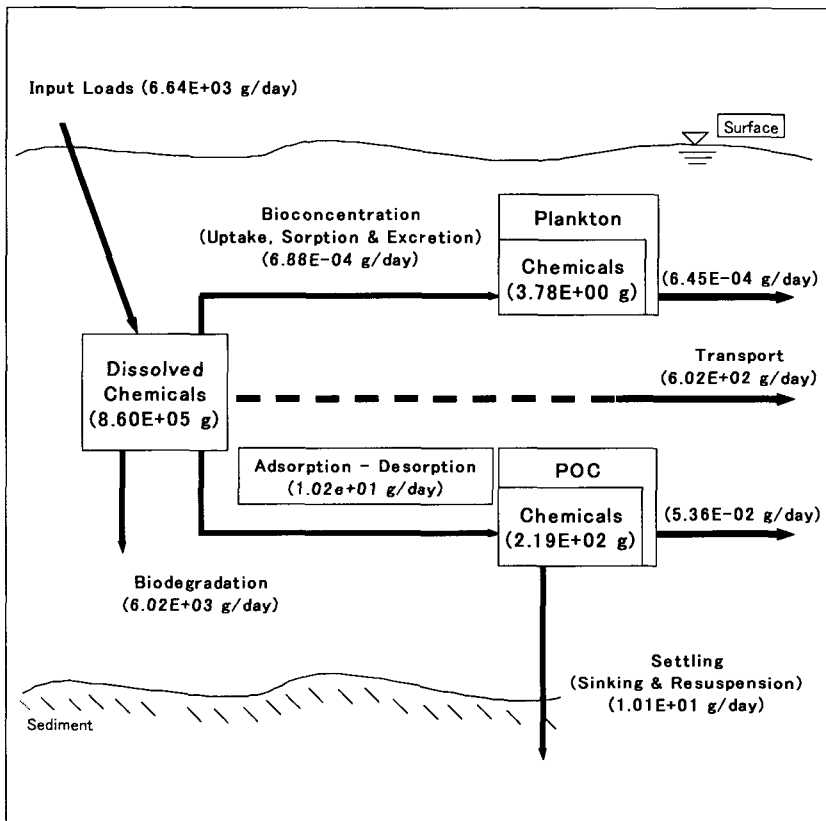 Input Loads (6.64E+03 g/day)
Surface
Bioconcentration
(Uptake, Sorption & Excretion)
(6.88E-04 g/day)
Plankton
Chemicals
(3.78E+00 g)
(6.45E-04 g/day)
Dissolved
Chemicals
(8.60E+05 g)
Transport
(6.02E+02 g/day)
Adsorption - Desorption
(1.02e+01 g/day)
POC
Chemicals
(2.19E+02 g)
(5.36E-02 g/day)
Biodegradation
(6.02E+03 g/day)
Settling
(Sinking & Resuspension)
(1.01E+01 g/day)
Sediment